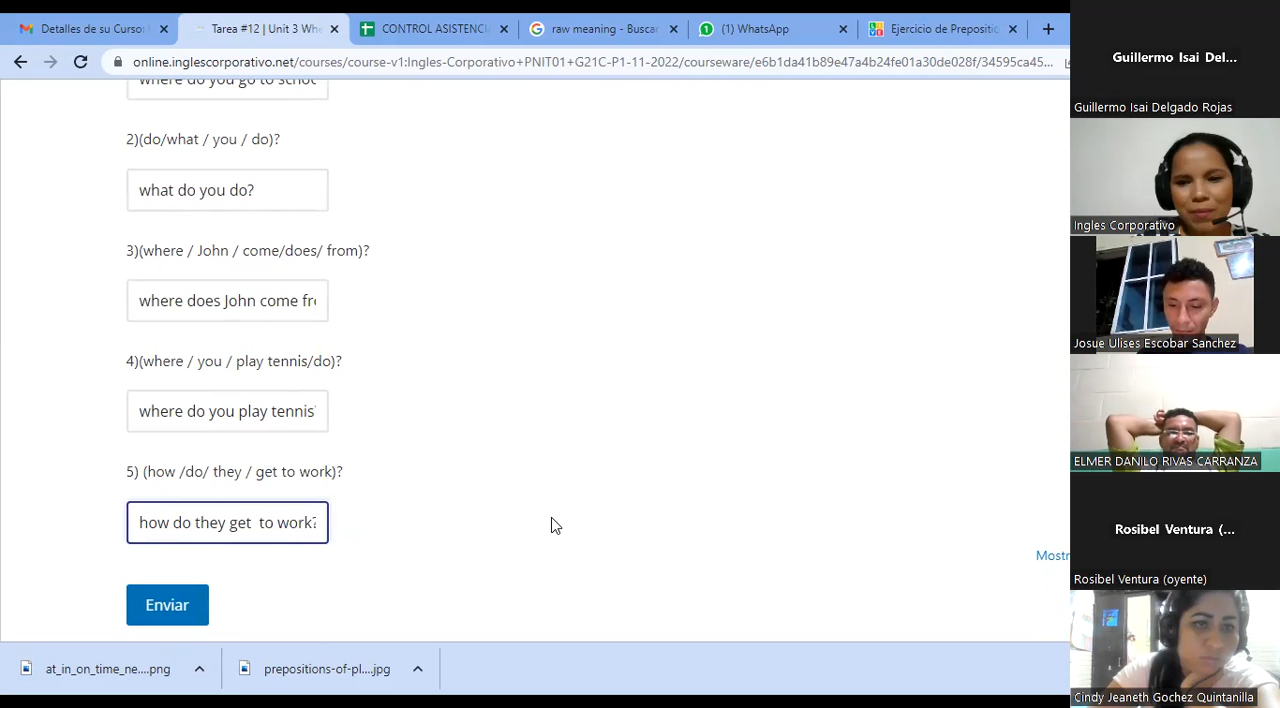 Detalles de su Curso
Tarea #12 | Unit 3 Whe
CONTROL ASISTENCI
raw meaning - Buscar
(1) WhatsApp
Ejercicio de Prepositio
online.inglescorporativo.net/courses/course-v1:Ingles-Corporativo+PNIT01+G21C-P1-11-2022/courseware/e6b1da41b89e47a4b24fe01a30de028f/34595ca45...
where do you go to schoo
2)(do/what / you / do)?
what do you do?
3)(where / John / come/does/ from)?
where does John come fro
4)(where / you / play tennis/do)?
where do you play tennis?
5) (how /do/ they / get to work)?
how do they get  to work?
Mostr
Enviar
at_in_on_time_ne....png
prepositions-of-pl....jpg
Guillermo Isai Del...
Guillermo Isai Delgado Rojas
Ingles Corporativo
Josue Ulises Escobar Sanchez
ELMER DANILO RIVAS CARRANZA
Rosibel Ventura (...
Rosibel Ventura (oyente)
Cindy Jeaneth Gochez Quintanilla